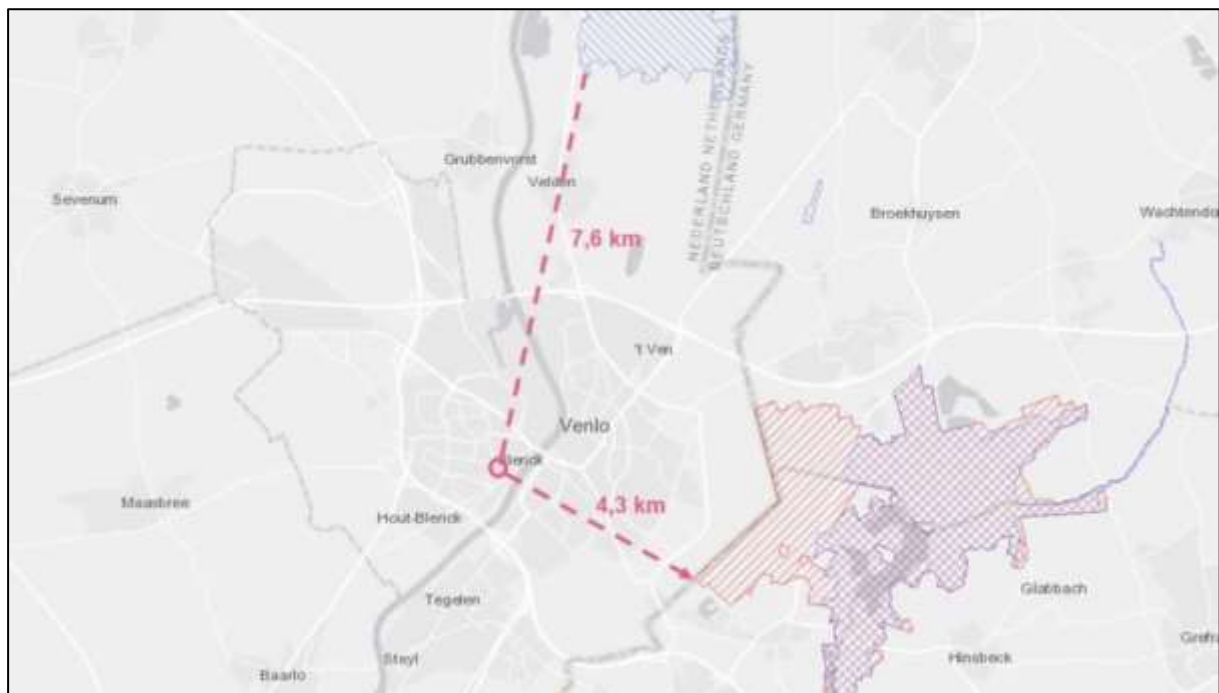 NEDERLAND NETHERLANDS
DEUTSCHLAND GERMANY
Grubbenvorst
Velden
Sevenum
Broekhuysen
Wachtendo
7,6 km
't Ven
Venlo
Blerick
Maasbree
4,3 km
Hout-Blerick
Glabbach
Tegelen
Grefra
Steyl
Hinsbeck
Baarlo